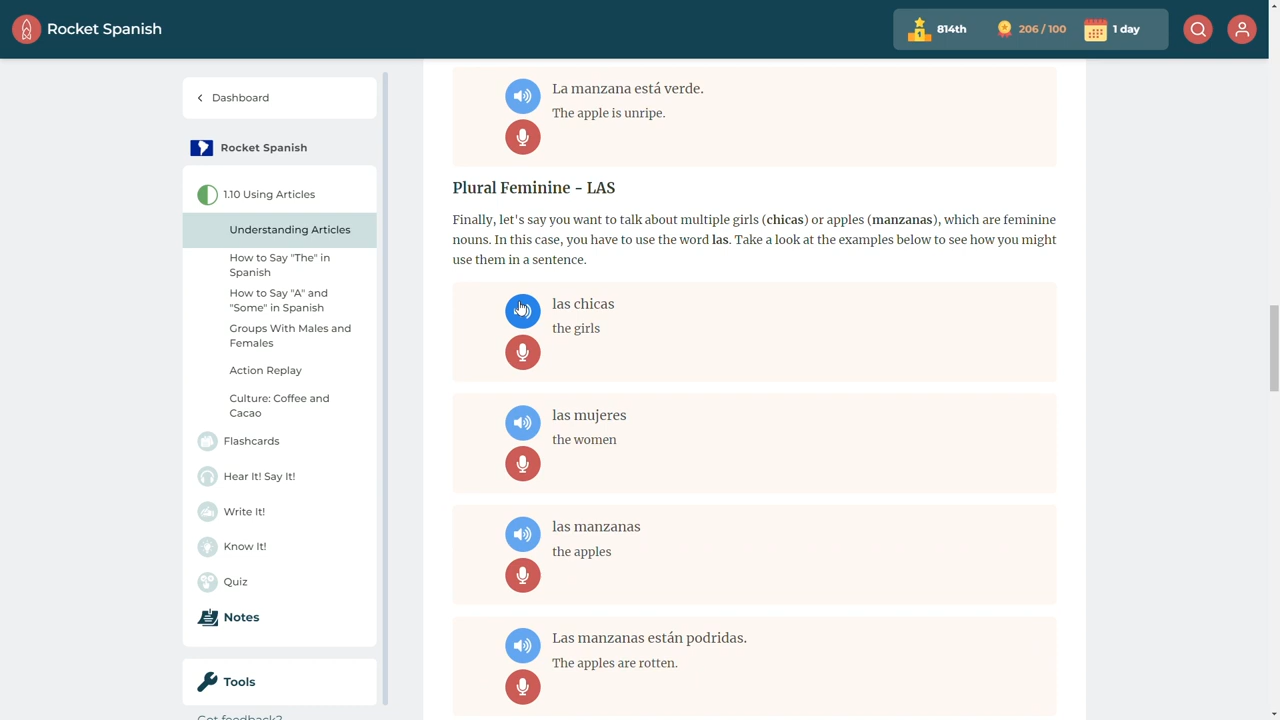 Rocket Spanish
814th
206 / 100
1 day
Dashboard
Rocket Spanish
1.10 Using Articles
Understanding Articles
How to Say "The" in
Spanish
How to Say "A" and
"Some" in Spanish
Groups With Males and
Females
Action Replay
Culture: Coffee and
Cacao
Flashcards
Hear It! Say It!
Write It!
Know It!
Quiz
Notes
Tools
Got feedback?
La manzana está verde.
The apple is unripe.
Plural Feminine - LAS
Finally, let's say you want to talk about multiple girls (chicas) or apples (manzanas), which are feminine
nouns. In this case, you have to use the word las. Take a look at the examples below to see how you might
use them in a sentence.
las chicas
the girls
las mujeres
the women
las manzanas
the apples
Las manzanas están podridas.
The apples are rotten.